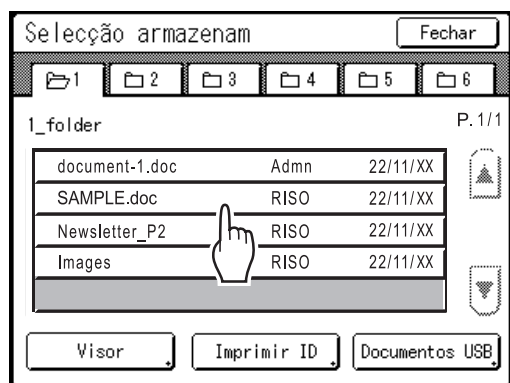 Selecção armazenam Fechar
1 2 3 4 5 6
1_folder P. 1/1
document-1.doc Admn 22/11/XX
SAMPLE.doc RISO 22/11/XX
Newsletter_P2 RISO 22/11/XX
Images RISO 22/11/XX
Visor Imprimir ID Documentos USB